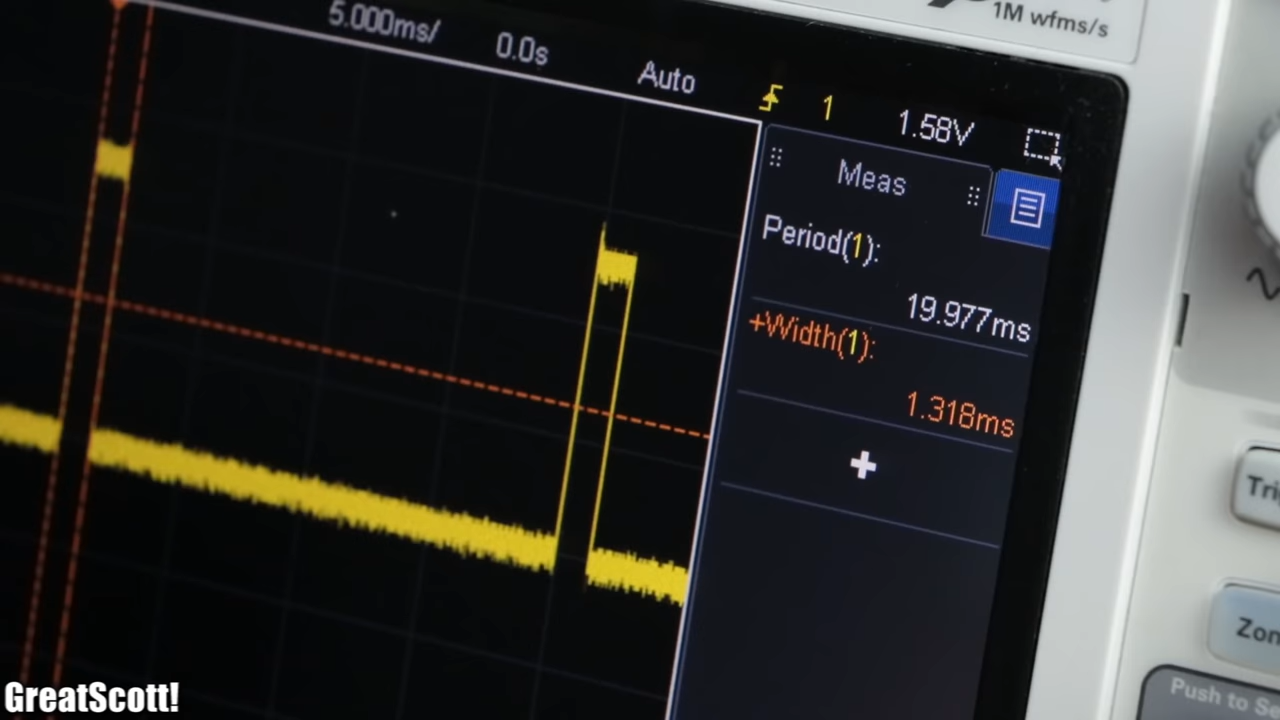 1M wfms/s
5.000ms/
0.0s
Auto
1
1.58V
Meas
Period(1):
19.977ms
+Width(1):
1.318ms
+
Zon
Push to Se
GreatScott!